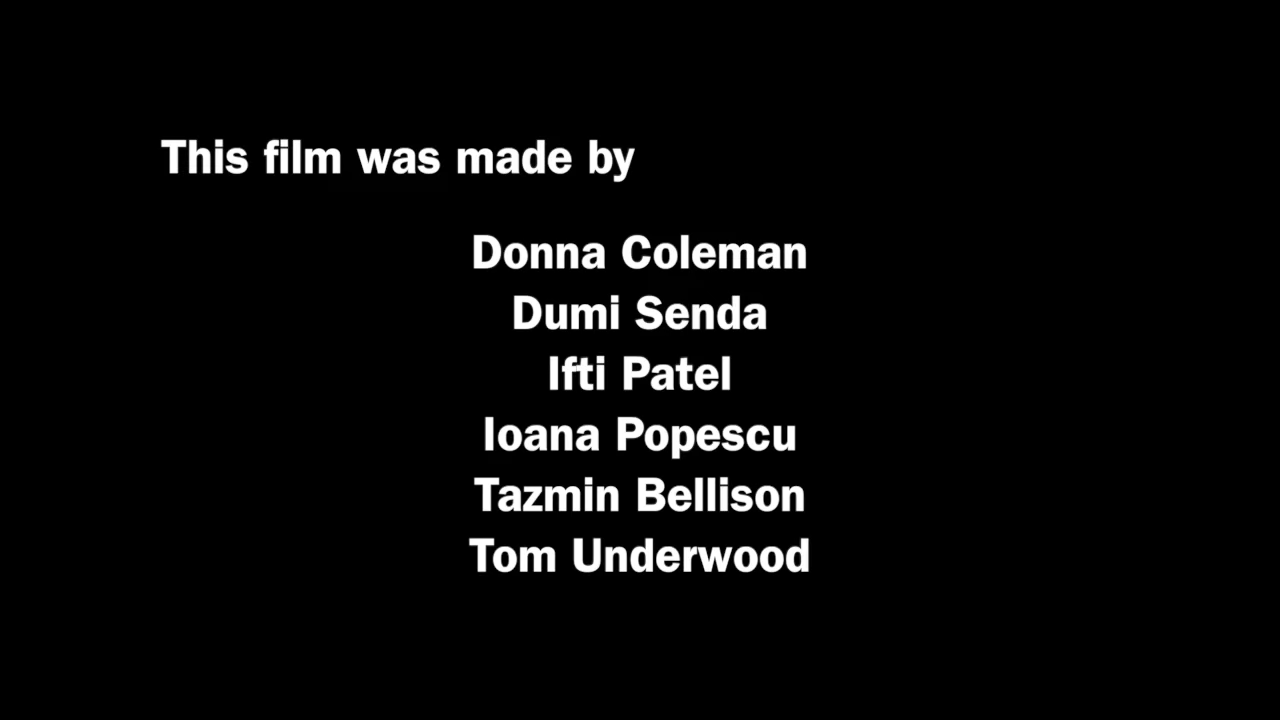 This film was made by
Donna Coleman
Dumi Senda
Ifti Patel
Ioana Popescu
Tazmin Bellison
Tom Underwood